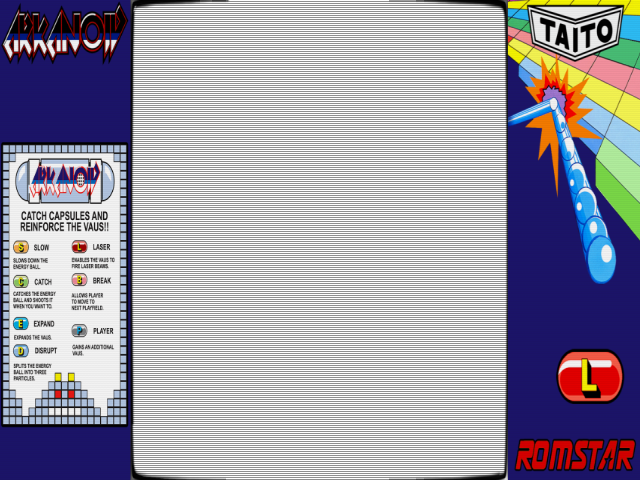 ARKANOID
TAITO
ARKANOID
CATCH CAPSULES AND
REINFORCE THE VAUS!!
S SLOW
SLOWS DOWN THE
ENERGY BALL.
C CATCH
CATCHES THE ENERGY
BALL AND SHOOTS IT
WHEN YOU WANT TO.
E EXPAND
EXPANDS THE VAUS.
D DISRUPT
SPLITS THE ENERGY
BALL INTO THREE
PARTICLES.
L LASER
ENABLES THE VAUS TO
FIRE LASER BEAMS.
B BREAK
ALLOWS PLAYER
TO MOVE TO
NEXT PLAYFIELD.
P PLAYER
GAINS AN ADDITIONAL
VAUS.
L
ROMSTAR